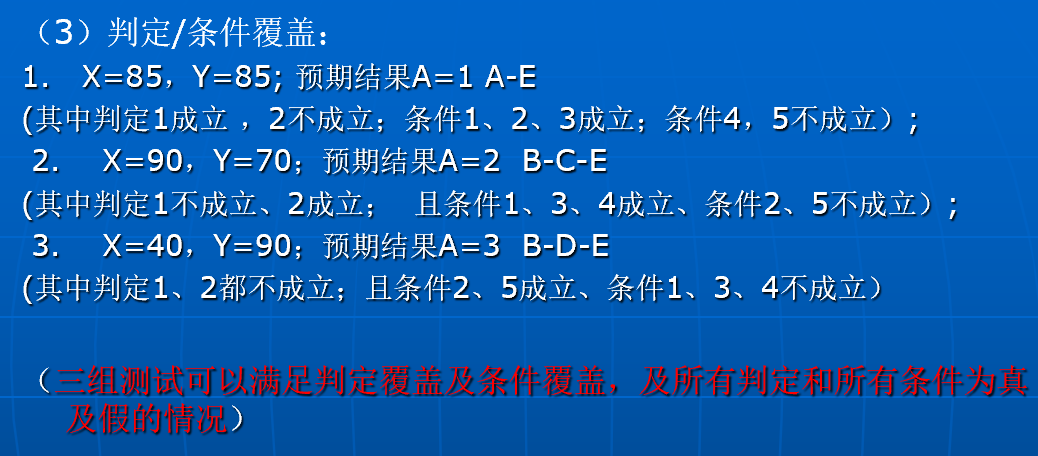 （3）判定/条件覆盖：
1. X=85，Y=85; 预期结果A=1 A-E
(其中判定1成立 ，2不成立；条件1、2、3成立；条件4，5不成立）;
2. X=90，Y=70；预期结果A=2 B-C-E
(其中判定1不成立、2成立； 且条件1、3、4成立、条件2、5不成立）;
3. X=40，Y=90；预期结果A=3 B-D-E
(其中判定1、2都不成立；且条件2、5成立、条件1、3、4不成立）
（三组测试可以满足判定覆盖及条件覆盖，及所有判定和所有条件为真
及假的情况）